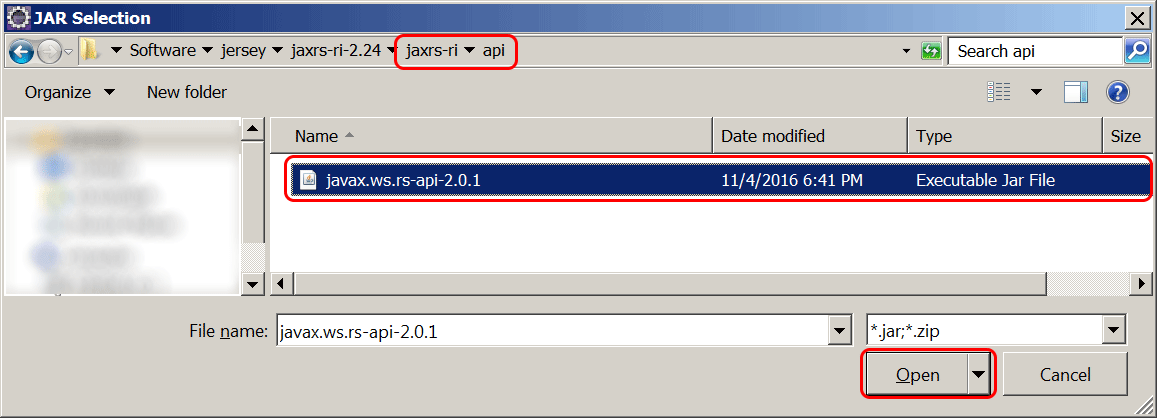 JAR Selection
Software jersey jaxrs-ri-2.24 jaxrs-ri api Search api
Organize New folder
Name Date modified Type Size
javax.ws.rs-api-2.0.1 11/4/2016 6:41 PM Executable Jar File
File name: javax.ws.rs-api-2.0.1 *.jar;*.zip
Open Cancel